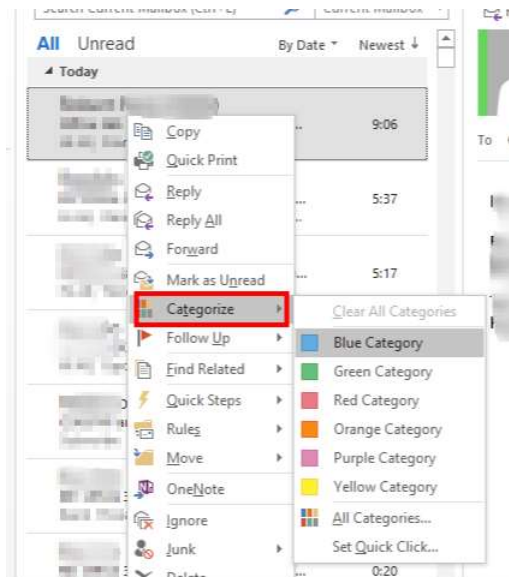 Search Current Mailbox (Ctrl+E)
Current Mailbox
All Unread By Date Newest ↓
Today
9:06
Copy
Quick Print
5:37
Reply
Reply All
Forward
5:17
Mark as Unread
Categorize
Clear All Categories
Follow Up
Blue Category
Find Related
Green Category
Quick Steps
Red Category
Rules
Orange Category
Move
Purple Category
OneNote
Yellow Category
Ignore
All Categories...
Junk
Set Quick Click...
Delete
0:20
To